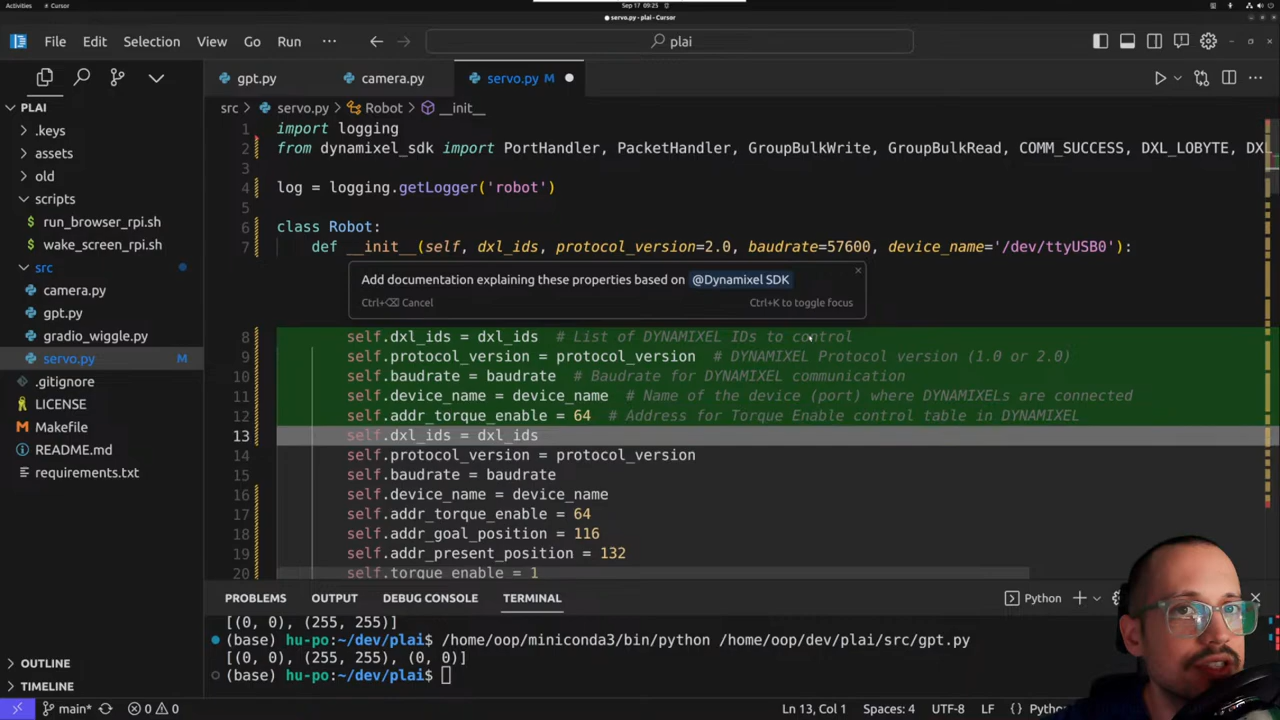 Activities
Cursor
Sep 17 09:25
servo.py - plai - Cursor
File Edit Selection View Go Run ···
plai
PLAI
.keys
assets
old
scripts
run_browser_rpi.sh
wake_screen_rpi.sh
src
camera.py
gpt.py
gradio_wiggle.py
servo.py M
.gitignore
LICENSE
Makefile
README.md
requirements.txt
OUTLINE
TIMELINE
gpt.py camera.py servo.py M
src > servo.py > Robot > __init__
1 import logging
2 from dynamixel_sdk import PortHandler, PacketHandler, GroupBulkWrite, GroupBulkRead, COMM_SUCCESS, DXL_LOBYTE, DXL
3
4 log = logging.getLogger('robot')
5
6 class Robot:
7 def __init__(self, dxl_ids, protocol_version=2.0, baudrate=57600, device_name='/dev/ttyUSB0'):
Add documentation explaining these properties based on @Dynamixel SDK
Ctrl+⌫ Cancel Ctrl+K to toggle focus
8 self.dxl_ids = dxl_ids # List of DYNAMIXEL IDs to control
9 self.protocol_version = protocol_version # DYNAMIXEL Protocol version (1.0 or 2.0)
10 self.baudrate = baudrate # Baudrate for DYNAMIXEL communication
11 self.device_name = device_name # Name of the device (port) where DYNAMIXELs are connected
12 self.addr_torque_enable = 64 # Address for Torque Enable control table in DYNAMIXEL
13 self.dxl_ids = dxl_ids
14 self.protocol_version = protocol_version
15 self.baudrate = baudrate
16 self.device_name = device_name
17 self.addr_torque_enable = 64
18 self.addr_goal_position = 116
19 self.addr_present_position = 132
20 self.torque_enable = 1
PROBLEMS OUTPUT DEBUG CONSOLE TERMINAL
Python
[(0, 0), (255, 255)]
(base) hu-po:~/dev/plai$ /home/oop/miniconda3/bin/python /home/oop/dev/plai/src/gpt.py
[(0, 0), (255, 255), (0, 0)]
(base) hu-po:~/dev/plai$
main* 0 0
Ln 13, Col 1 Spaces: 4 UTF-8 LF { } Pytho